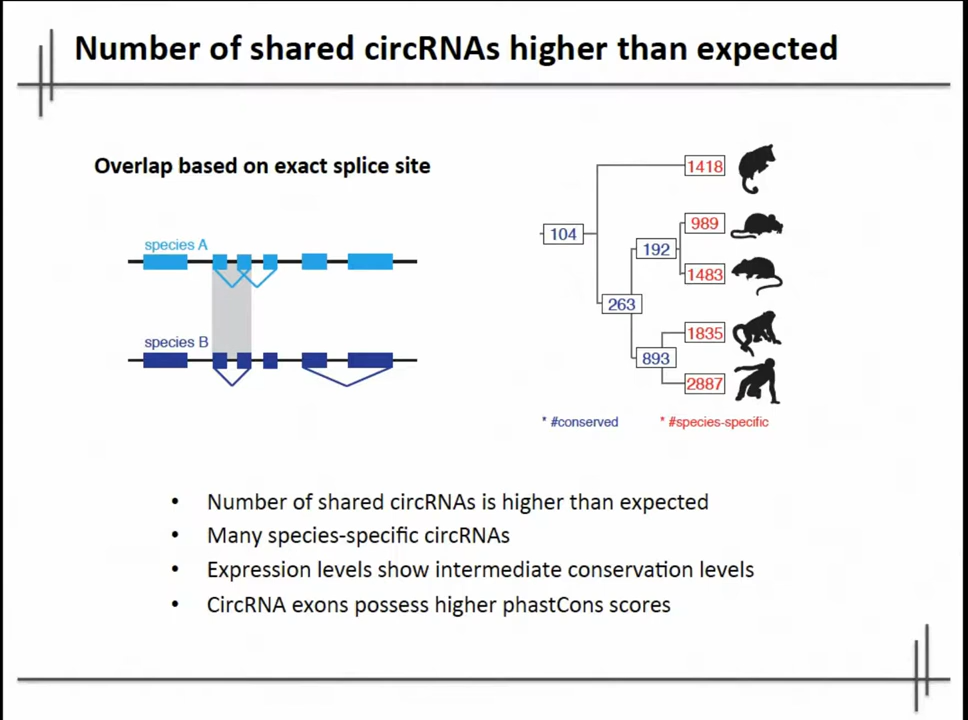 Number of shared circRNAs higher than expected
Overlap based on exact splice site
species A
species B
1418
989
104
192
1483
263
1835
893
2887
* #conserved
* #species-specific
• Number of shared circRNAs is higher than expected
• Many species-specific circRNAs
• Expression levels show intermediate conservation levels
• CircRNA exons possess higher phastCons scores